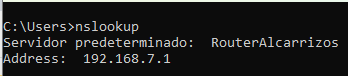 C:\Users>nslookup
Servidor predeterminado:  RouterAlcarrizos
Address:  192.168.7.1